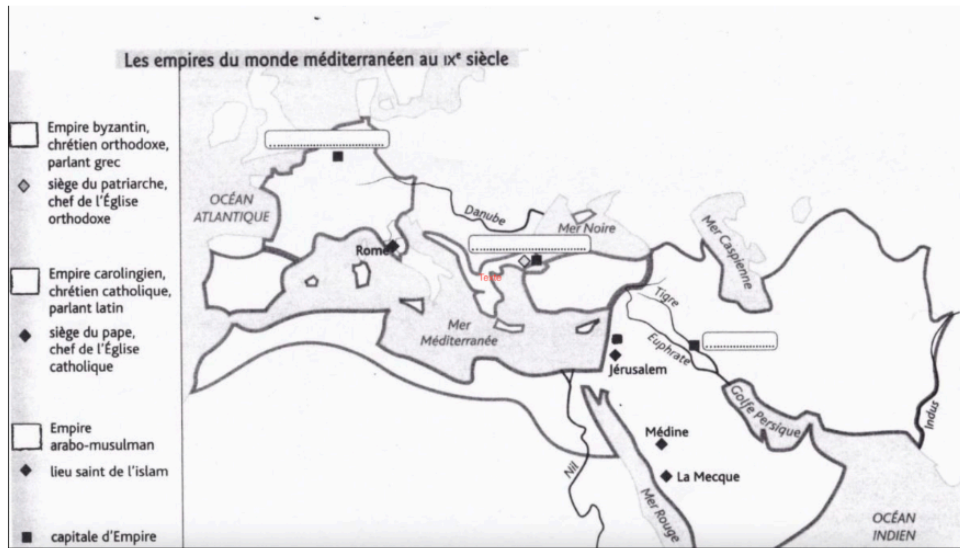 Les empires du monde méditerranéen au IXe siècle
Empire byzantin,
chrétien orthodoxe,
parlant grec
siège du patriarche,
chef de l'Église
orthodoxe
Empire carolingien,
chrétien catholique,
parlant latin
siège du pape,
chef de l'Église
catholique
Empire
arabo-musulman
lieu saint de l'islam
capitale d'Empire
OCÉAN
ATLANTIQUE
Danube
Mer Noire
Mer Caspienne
Rome
Texte
Tigre
Euphrate
Mer
Méditerranée
Jérusalem
Golfe Persique
Indus
Médine
La Mecque
Nil
Mer Rouge
OCÉAN
INDIEN